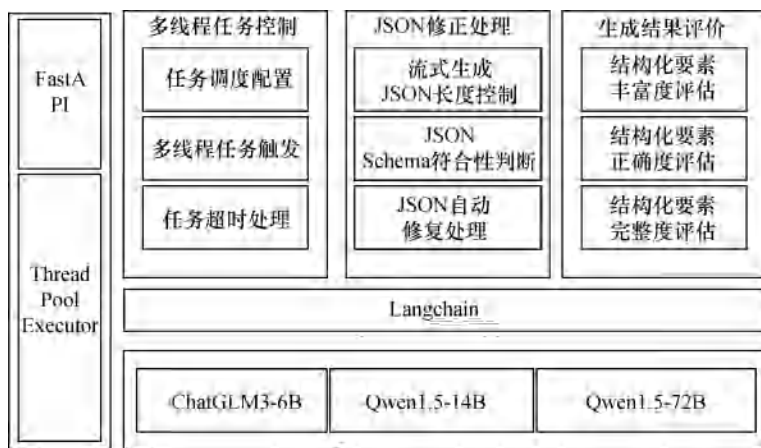 FastA
PI
Thread
Pool
Executor
多线程任务控制
任务调度配置
多线程任务触发
任务超时处理
JSON修正处理
流式生成
JSON长度控制
JSON
Schema符合性判断
JSON自动
修复处理
生成结果评价
结构化要素
丰富度评估
结构化要素
正确度评估
结构化要素
完整度评估
Langchain
ChatGLM3-6B
Qwen1.5-14B
Qwen1.5-72B